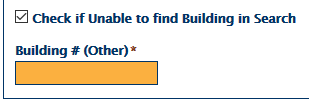 Check if Unable to find Building in Search
Building # (Other)*